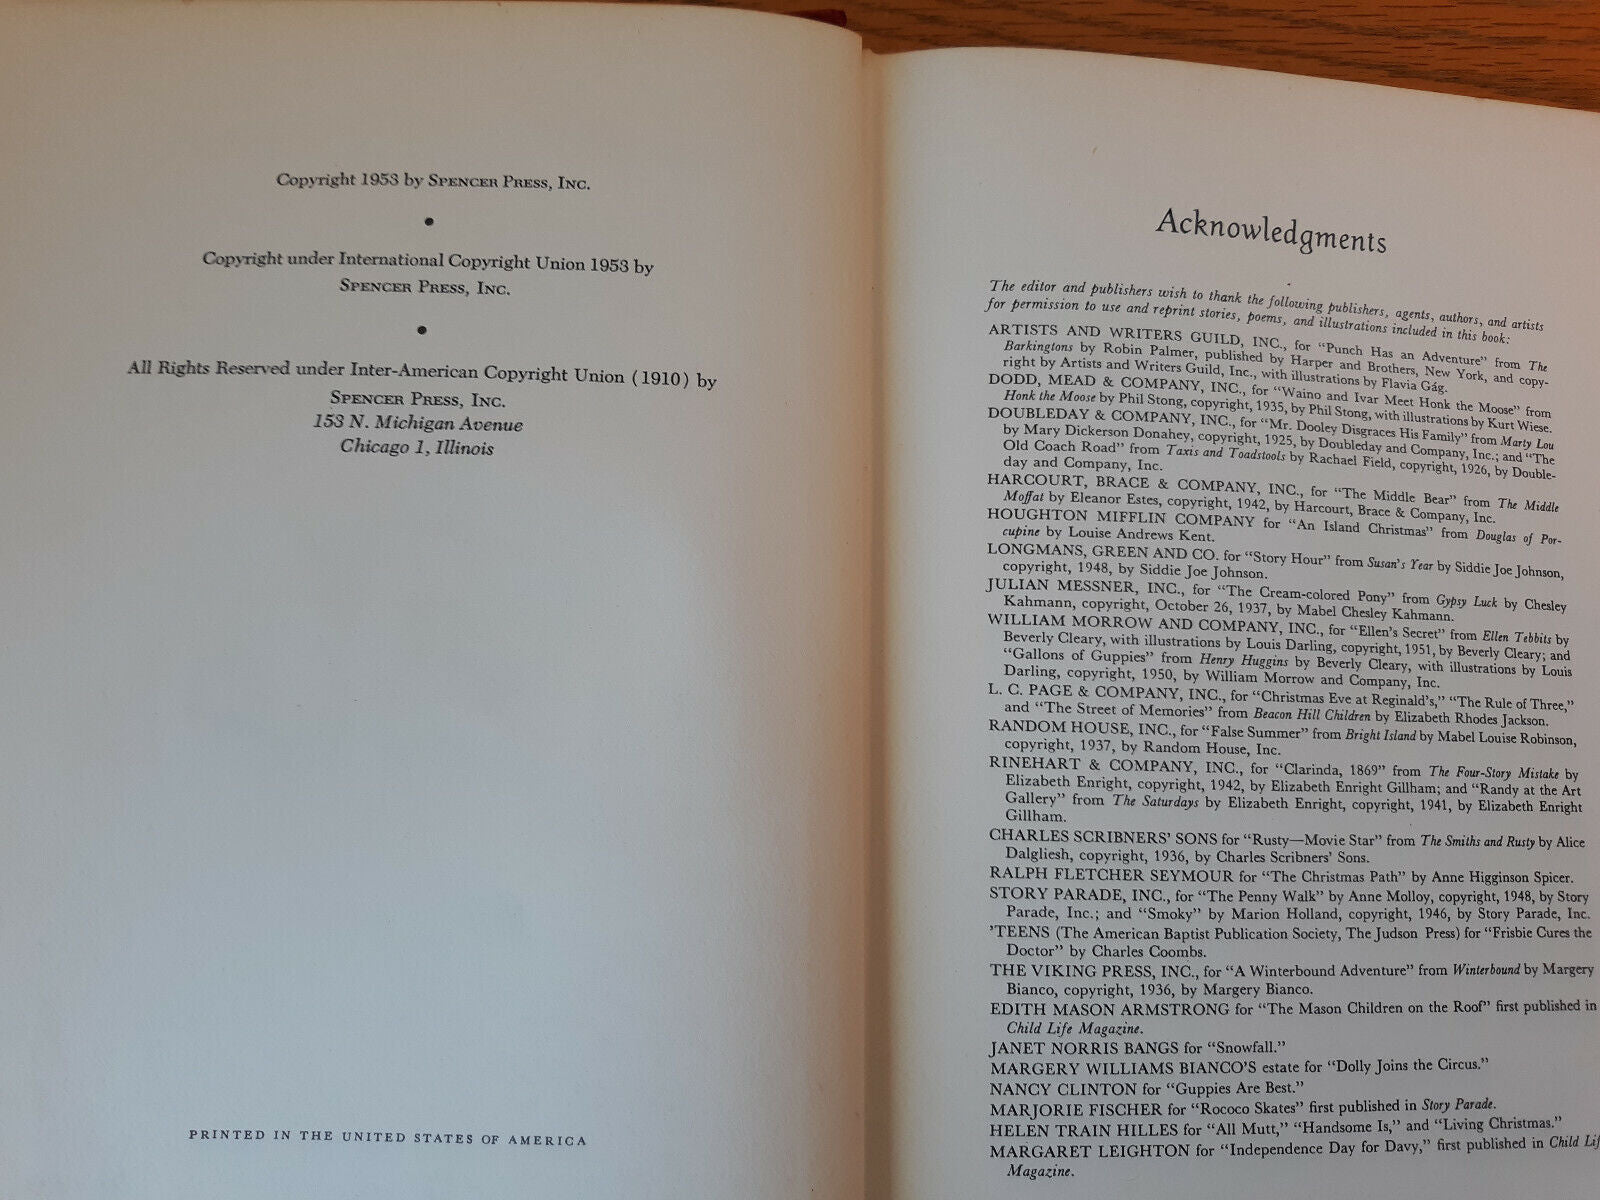 Copyright 1953 by Spencer Press, Inc.
•
Copyright under International Copyright Union 1953 by
Spencer Press, Inc.
•
All Rights Reserved under Inter-American Copyright Union (1910) by
Spencer Press, Inc.
153 N. Michigan Avenue
Chicago 1, Illinois
PRINTED IN THE UNITED STATES OF AMERICA
Acknowledgments
The editor and publishers wish to thank the following publishers, agents, authors, and artists
for permission to use and reprint stories, poems, and illustrations included in this book:
ARTISTS AND WRITERS GUILD, INC., for "Punch Has an Adventure" from The
Barkingtons by Robin Palmer, published by Harper and Brothers, New York, and copy-
right by Artists and Writers Guild, Inc., with illustrations by Flavia Gág.
DODD, MEAD & COMPANY, INC., for "Waino and Ivar Meet Honk the Moose" from
Honk the Moose by Phil Stong, copyright, 1935, by Phil Stong, with illustrations by Kurt Wiese.
DOUBLEDAY & COMPANY, INC., for "Mr. Dooley Disgraces His Family" from Marty Lou
by Mary Dickerson Donahey, copyright, 1925, by Doubleday and Company, Inc.; and "The
Old Coach Road" from Taxis and Toadstools by Rachael Field, copyright, 1926, by Double-
day and Company, Inc.
HARCOURT, BRACE & COMPANY, INC., for "The Middle Bear" from The Middle
Moffat by Eleanor Estes, copyright, 1942, by Harcourt, Brace & Company, Inc.
HOUGHTON MIFFLIN COMPANY for "An Island Christmas" from Douglas of Por-
cupine by Louise Andrews Kent.
LONGMANS, GREEN AND CO. for "Story Hour" from Susan's Year by Siddie Joe Johnson,
copyright, 1948, by Siddie Joe Johnson.
JULIAN MESSNER, INC., for "The Cream-colored Pony" from Gypsy Luck by Chesley
Kahmann, copyright, October 26, 1937, by Mabel Chesley Kahmann.
WILLIAM MORROW AND COMPANY, INC., for "Ellen's Secret" from Ellen Tebbits by
Beverly Cleary, with illustrations by Louis Darling, copyright, 1951, by Beverly Cleary; and
"Gallons of Guppies" from Henry Huggins by Beverly Cleary, with illustrations by Louis
Darling, copyright, 1950, by William Morrow and Company, Inc.
L. C. PAGE & COMPANY, INC., for "Christmas Eve at Reginald's," "The Rule of Three,"
and "The Street of Memories" from Beacon Hill Children by Elizabeth Rhodes Jackson.
RANDOM HOUSE, INC., for "False Summer" from Bright Island by Mabel Louise Robinson,
copyright, 1937, by Random House, Inc.
RINEHART & COMPANY, INC., for "Clarinda, 1869" from The Four-Story Mistake by
Elizabeth Enright, copyright, 1942, by Elizabeth Enright Gillham; and "Randy at the Art
Gallery" from The Saturdays by Elizabeth Enright, copyright, 1941, by Elizabeth Enright
Gillham.
CHARLES SCRIBNERS' SONS for "Rusty—Movie Star" from The Smiths and Rusty by Alice
Dalgliesh, copyright, 1936, by Charles Scribners' Sons.
RALPH FLETCHER SEYMOUR for "The Christmas Path" by Anne Higginson Spicer.
STORY PARADE, INC., for "The Penny Walk" by Anne Molloy, copyright, 1948, by Story
Parade, Inc.; and "Smoky" by Marion Holland, copyright, 1946, by Story Parade, Inc.
'TEENS (The American Baptist Publication Society, The Judson Press) for "Frisbie Cures the
Doctor" by Charles Coombs.
THE VIKING PRESS, INC., for "A Winterbound Adventure" from Winterbound by Margery
Bianco, copyright, 1936, by Margery Bianco.
EDITH MASON ARMSTRONG for "The Mason Children on the Roof" first published in
Child Life Magazine.
JANET NORRIS BANGS for "Snowfall."
MARGERY WILLIAMS BIANCO'S estate for "Dolly Joins the Circus."
NANCY CLINTON for "Guppies Are Best."
MARJORIE FISCHER for "Rococo Skates" first published in Story Parade.
HELEN TRAIN HILLES for "All Mutt," "Handsome Is," and "Living Christmas."
MARGARET LEIGHTON for "Independence Day for Davy," first published in Child Lif
Magazine.